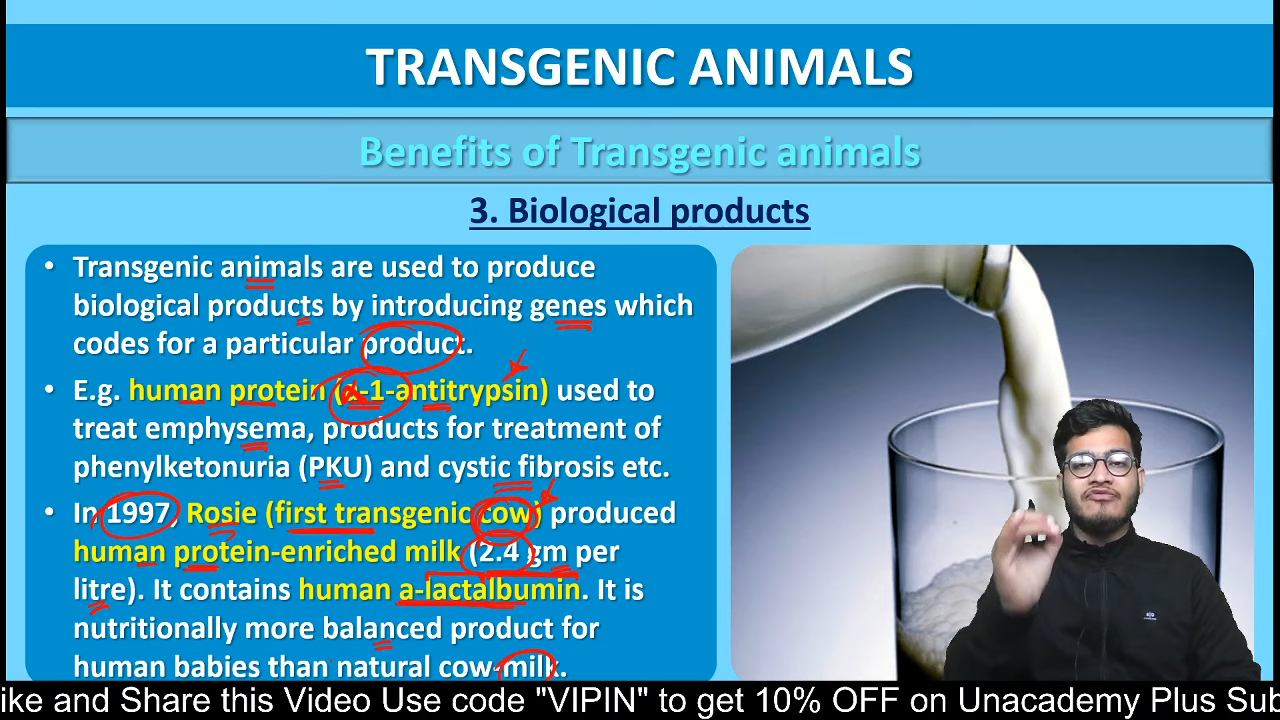 TRANSGENIC ANIMALS
Benefits of Transgenic animals
3. Biological products
• Transgenic animals are used to produce
biological products by introducing genes which
codes for a particular product.
• E.g. human protein (α-1-antitrypsin) used to
treat emphysema, products for treatment of
phenylketonuria (PKU) and cystic fibrosis etc.
• In 1997, Rosie (first transgenic cow) produced
human protein-enriched milk (2.4 gm per
litre). It contains human a-lactalbumin. It is
nutritionally more balanced product for
human babies than natural cow-milk.
ike and Share this Video Use code "VIPIN" to get 10% OFF on Unacademy Plus Sub